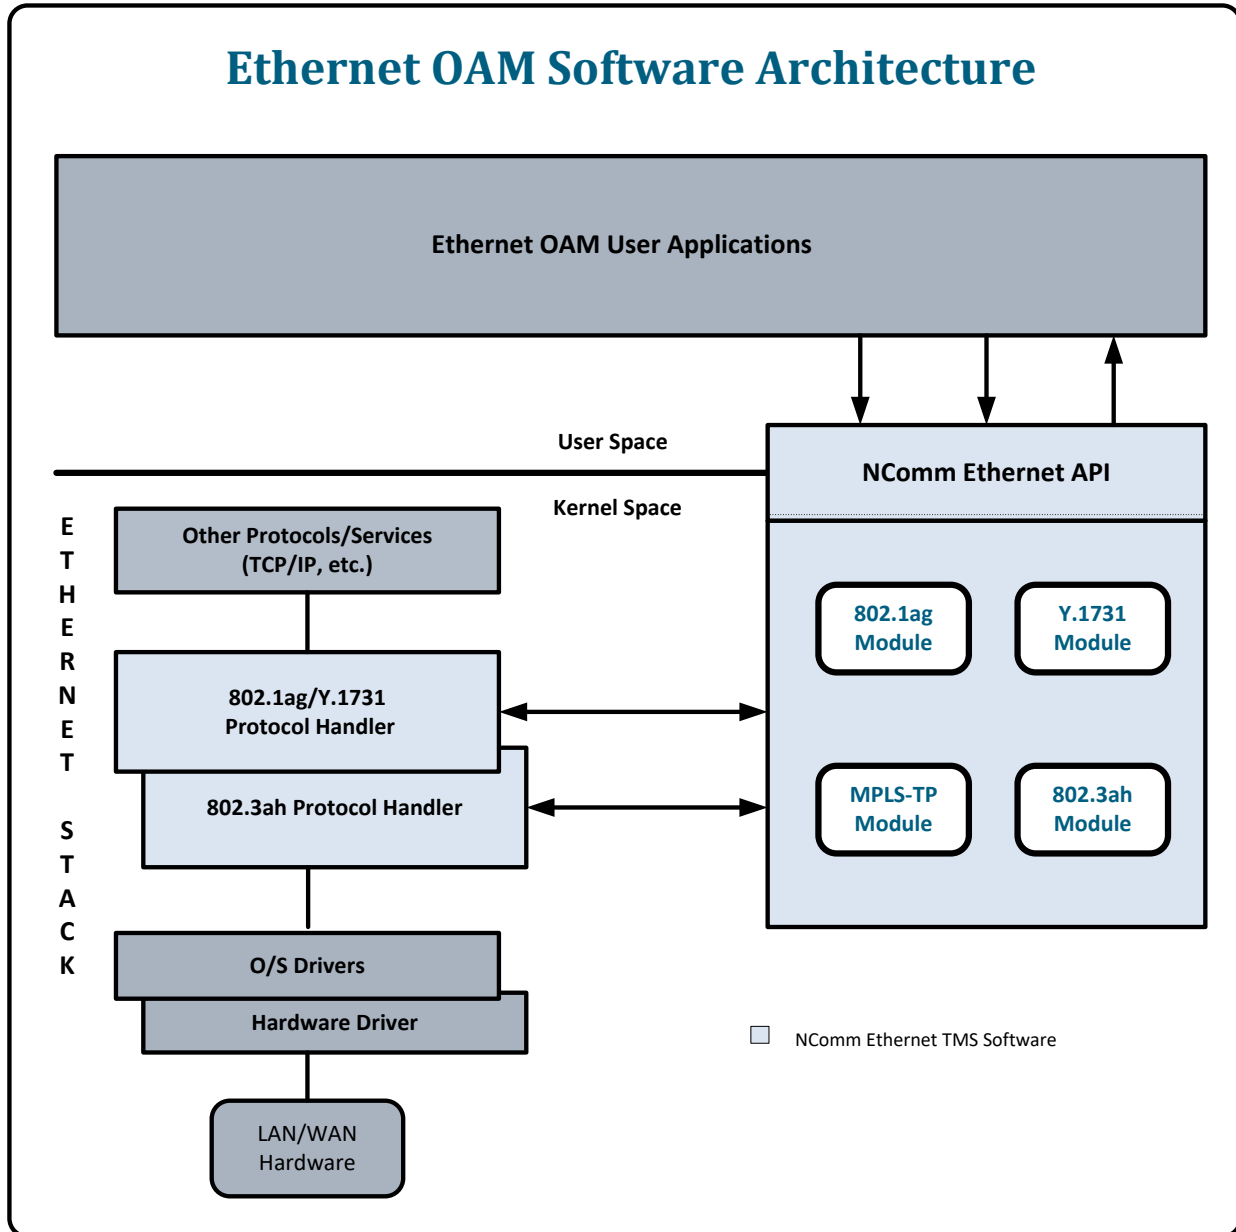 Ethernet OAM Software Architecture
Ethernet OAM User Applications
User Space
NComm Ethernet API
Kernel Space
E
T
H
E
R
N
E
T
S
T
A
C
K
Other Protocols/Services
(TCP/IP, etc.)
802.1ag
Module
Y.1731
Module
802.1ag/Y.1731
Protocol Handler
802.3ah Protocol Handler
MPLS-TP
Module
802.3ah
Module
O/S Drivers
Hardware Driver
NComm Ethernet TMS Software
LAN/WAN
Hardware